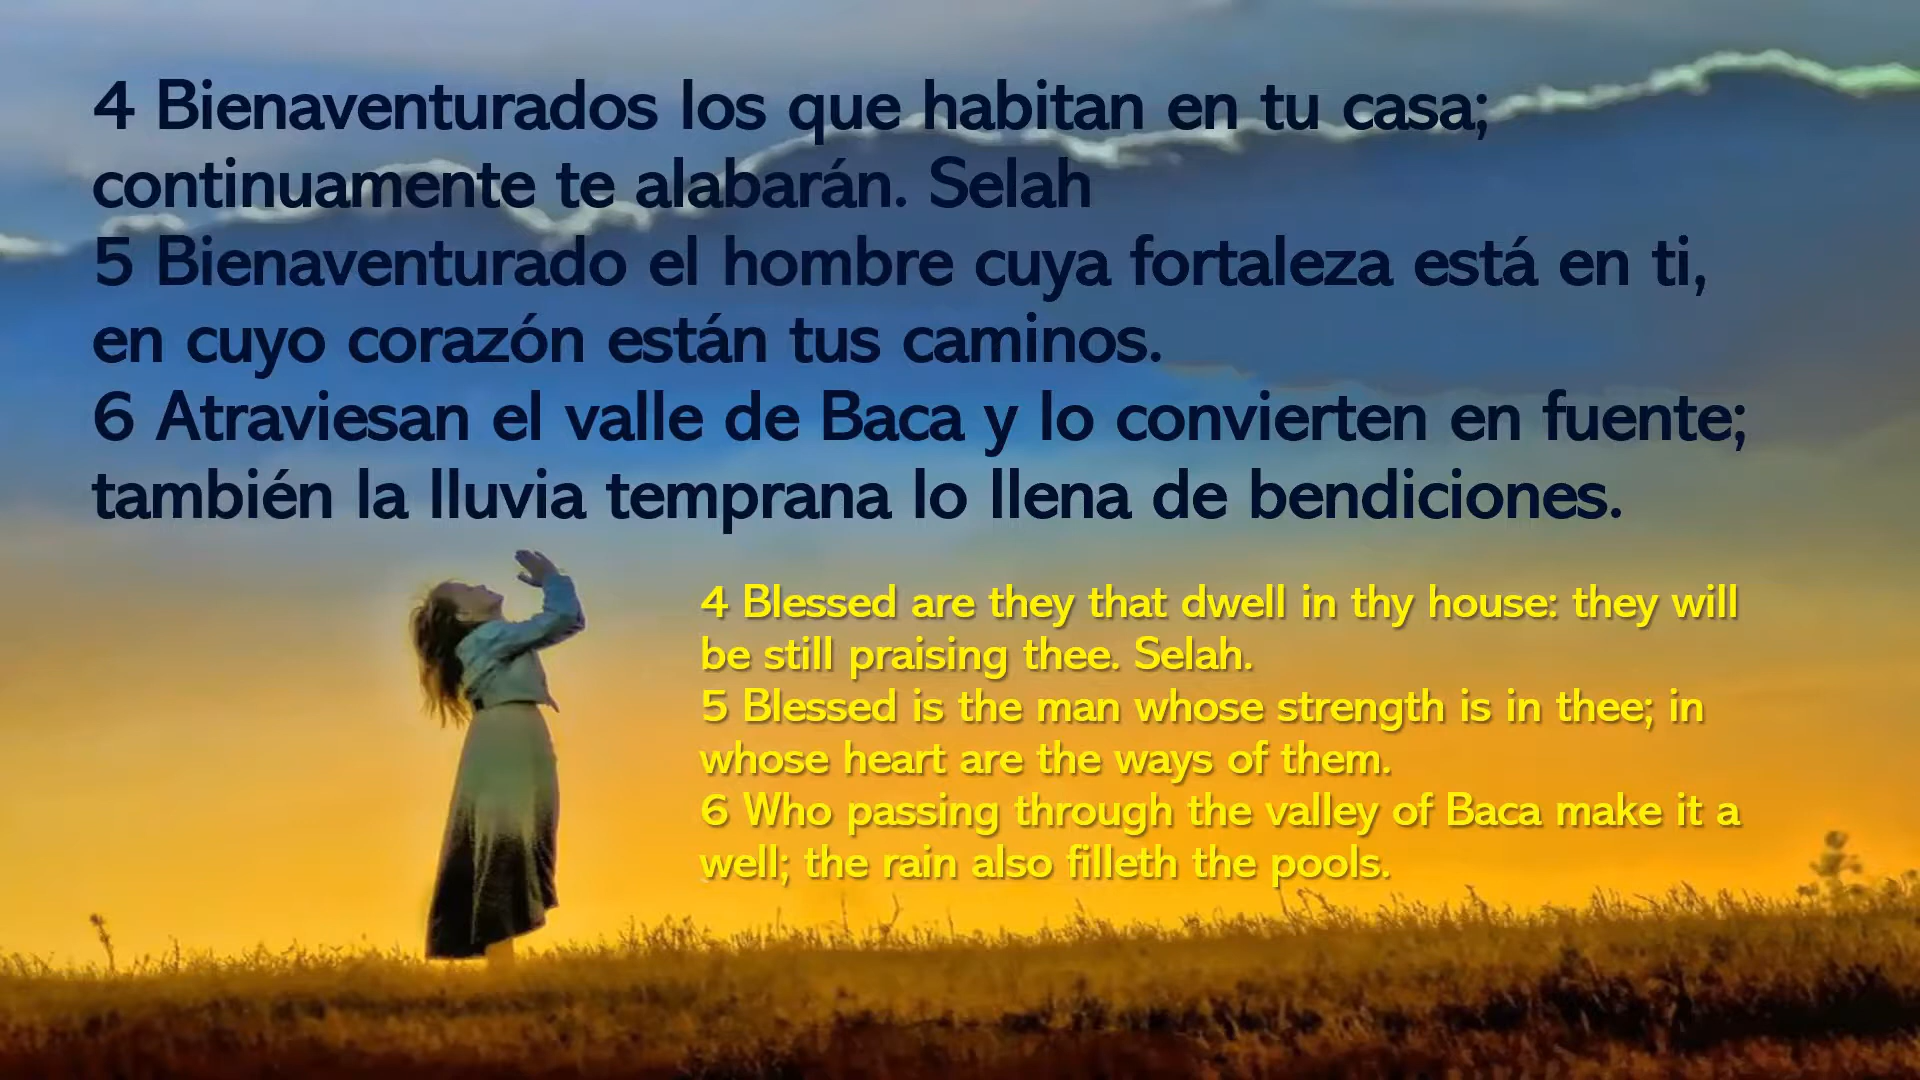 4 Bienaventurados los que habitan en tu casa;
continuamente te alabarán. Selah
5 Bienaventurado el hombre cuya fortaleza está en ti,
en cuyo corazón están tus caminos.
6 Atraviesan el valle de Baca y lo convierten en fuente;
también la lluvia temprana lo llena de bendiciones.
4 Blessed are they that dwell in thy house: they will
be still praising thee. Selah.
5 Blessed is the man whose strength is in thee; in
whose heart are the ways of them.
6 Who passing through the valley of Baca make it a
well; the rain also filleth the pools.